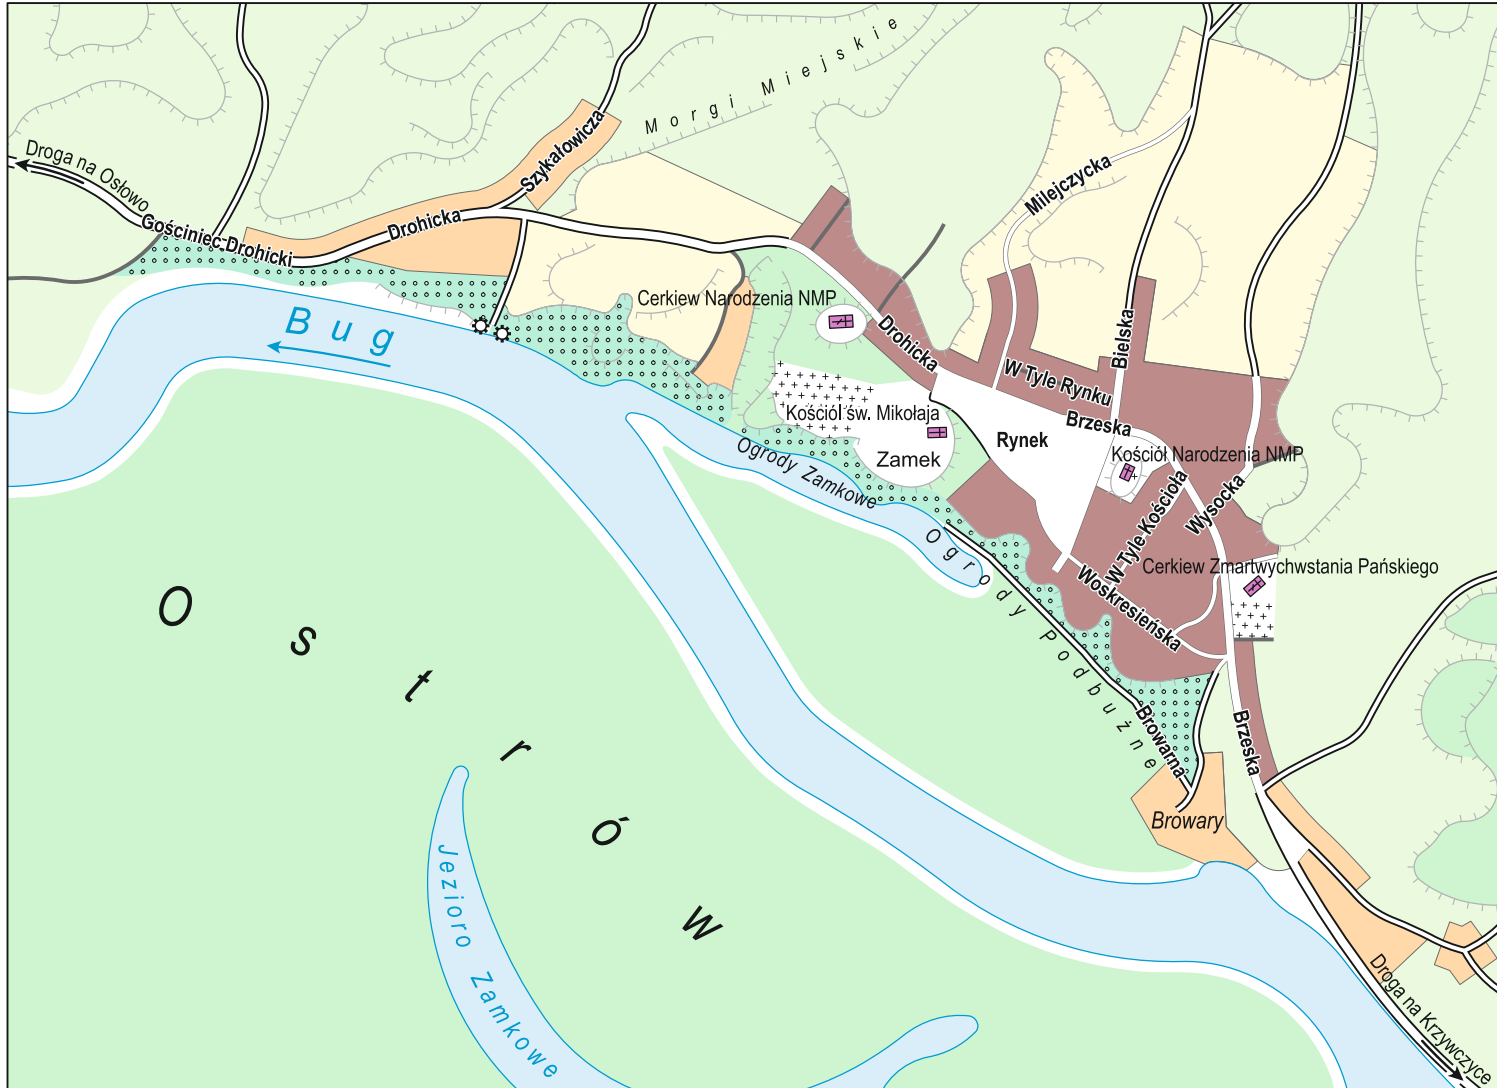 Morgi Miejskie
Droga na Osłowo
Szykałowicza
Gościniec Drohicki
Drohicka
Milejczycka
Bug
Cerkiew Narodzenia NMP
Drohicka
Bielska
W Tyle Rynku
Kościól św. Mikołaja
Brzeska
Rynek
Zamek
Kościół Narodzenia NMP
Ogrody Zamkowe
W Tyle Kościoła
Wysocka
Ogrody Podbużne
Cerkiew Zmartwychwstania Pańskiego
Woskresieńska
Ostrów
Browarna
Brzeska
Browary
Jezioro Zamkowe
Droga na Krzywczyce